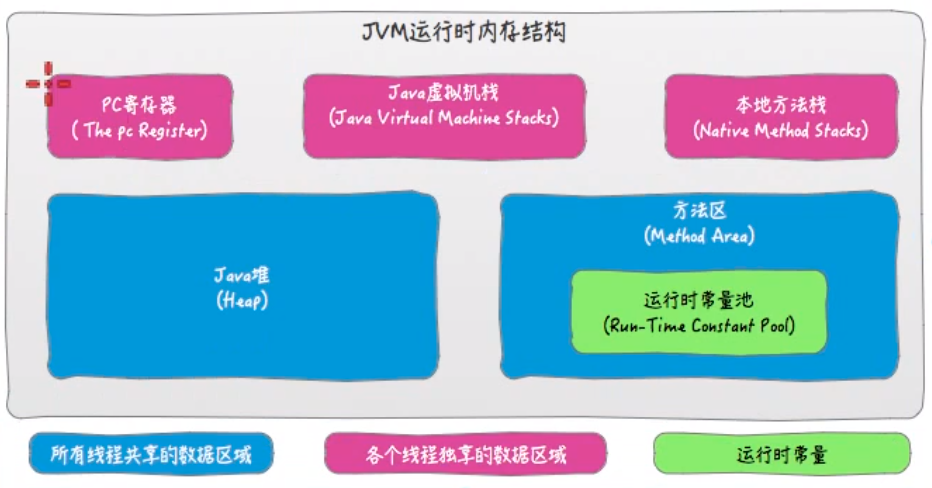 JVM运行时内存结构
PC寄存器
( The pc Register)
Java虚拟机栈
(Java Virtual Machine Stacks)
本地方法栈
(Native Method Stacks)
Java堆
(Heap)
方法区
(Method Area)
运行时常量池
(Run-Time Constant Pool)
所有线程共享的数据区域
各个线程独享的数据区域
运行时常量